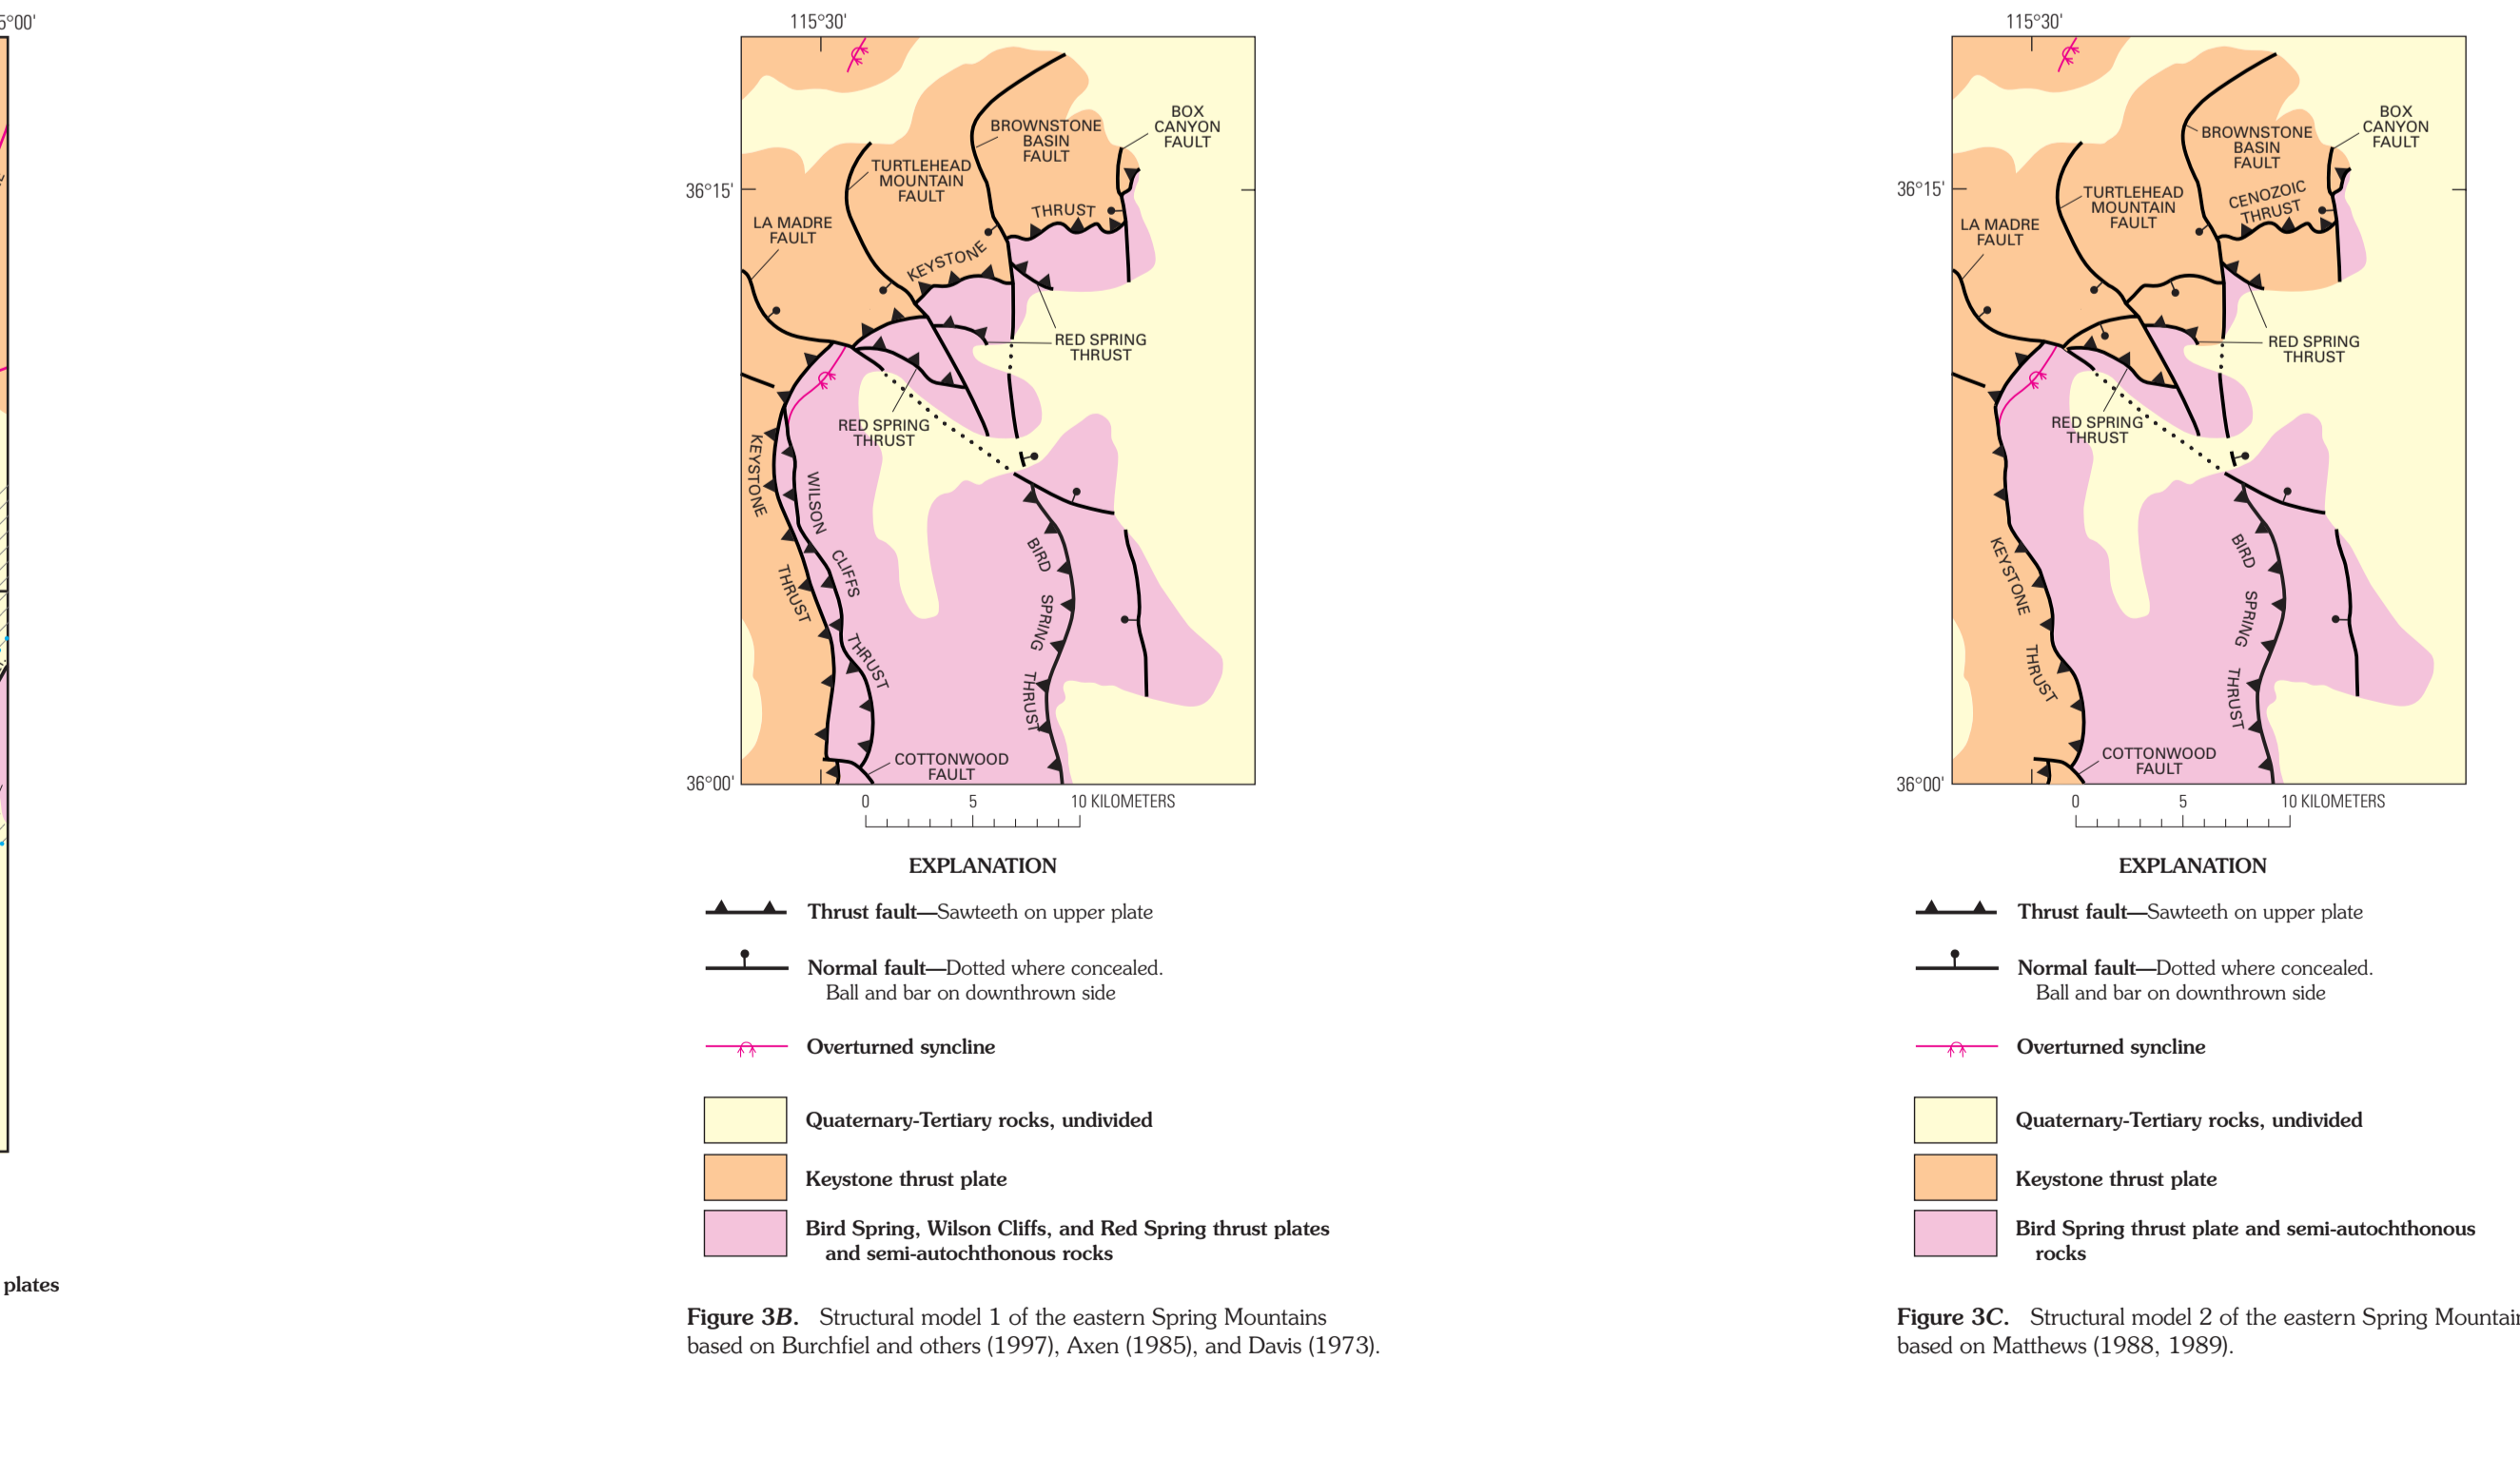 5°00'
plates
115°30'
BOX
CANYON
FAULT
BROWNSTONE
BASIN
FAULT
TURTLEHEAD
MOUNTAIN
FAULT
36°15'
LA MADRE
FAULT
KEYSTONE
THRUST
RED SPRING
THRUST
RED SPRING
THRUST
KEYSTONE
THRUST
WILSON
CLIFFS
THRUST
BIRD
SPRING
THRUST
COTTONWOOD
FAULT
36°00'
0 5 10 KILOMETERS
EXPLANATION
Thrust fault—Sawteeth on upper plate
Normal fault—Dotted where concealed.
Ball and bar on downthrown side
Overturned syncline
Quaternary-Tertiary rocks, undivided
Keystone thrust plate
Bird Spring, Wilson Cliffs, and Red Spring thrust plates
and semi-autochthonous rocks
Figure 3B. Structural model 1 of the eastern Spring Mountains
based on Burchfiel and others (1997), Axen (1985), and Davis (1973).
115°30'
BOX
CANYON
FAULT
BROWNSTONE
BASIN
FAULT
TURTLEHEAD
MOUNTAIN
FAULT
36°15'
CENOZOIC
THRUST
LA MADRE
FAULT
RED SPRING
THRUST
RED SPRING
THRUST
KEYSTONE
THRUST
BIRD
SPRING
THRUST
COTTONWOOD
FAULT
36°00'
0 5 10 KILOMETERS
EXPLANATION
Thrust fault—Sawteeth on upper plate
Normal fault—Dotted where concealed.
Ball and bar on downthrown side
Overturned syncline
Quaternary-Tertiary rocks, undivided
Keystone thrust plate
Bird Spring thrust plate and semi-autochthonous
rocks
Figure 3C. Structural model 2 of the eastern Spring Mountai
based on Matthews (1988, 1989).